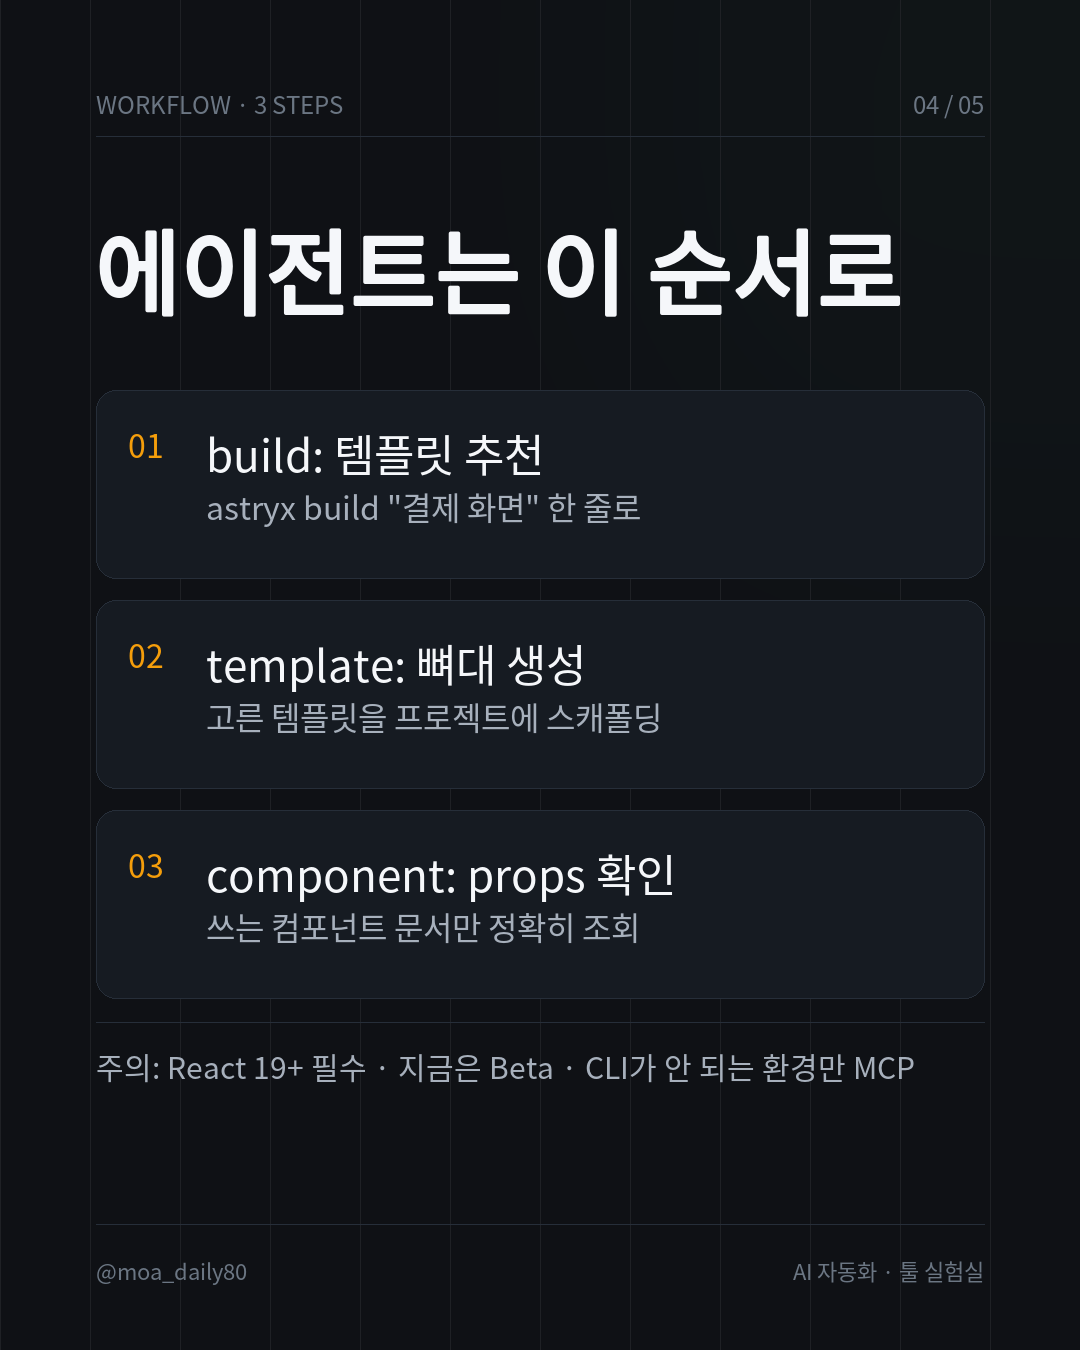 WORKFLOW · 3 STEPS
04 / 05
에이전트는 이 순서로
01
build: 템플릿 추천
astryx build "결제 화면" 한 줄로
02
template: 뼈대 생성
고른 템플릿을 프로젝트에 스캐폴딩
03
component: props 확인
쓰는 컴포넌트 문서만 정확히 조회
주의: React 19+ 필수 · 지금은 Beta · CLI가 안 되는 환경만 MCP
@moa_daily80
AI 자동화 · 툴 실험실